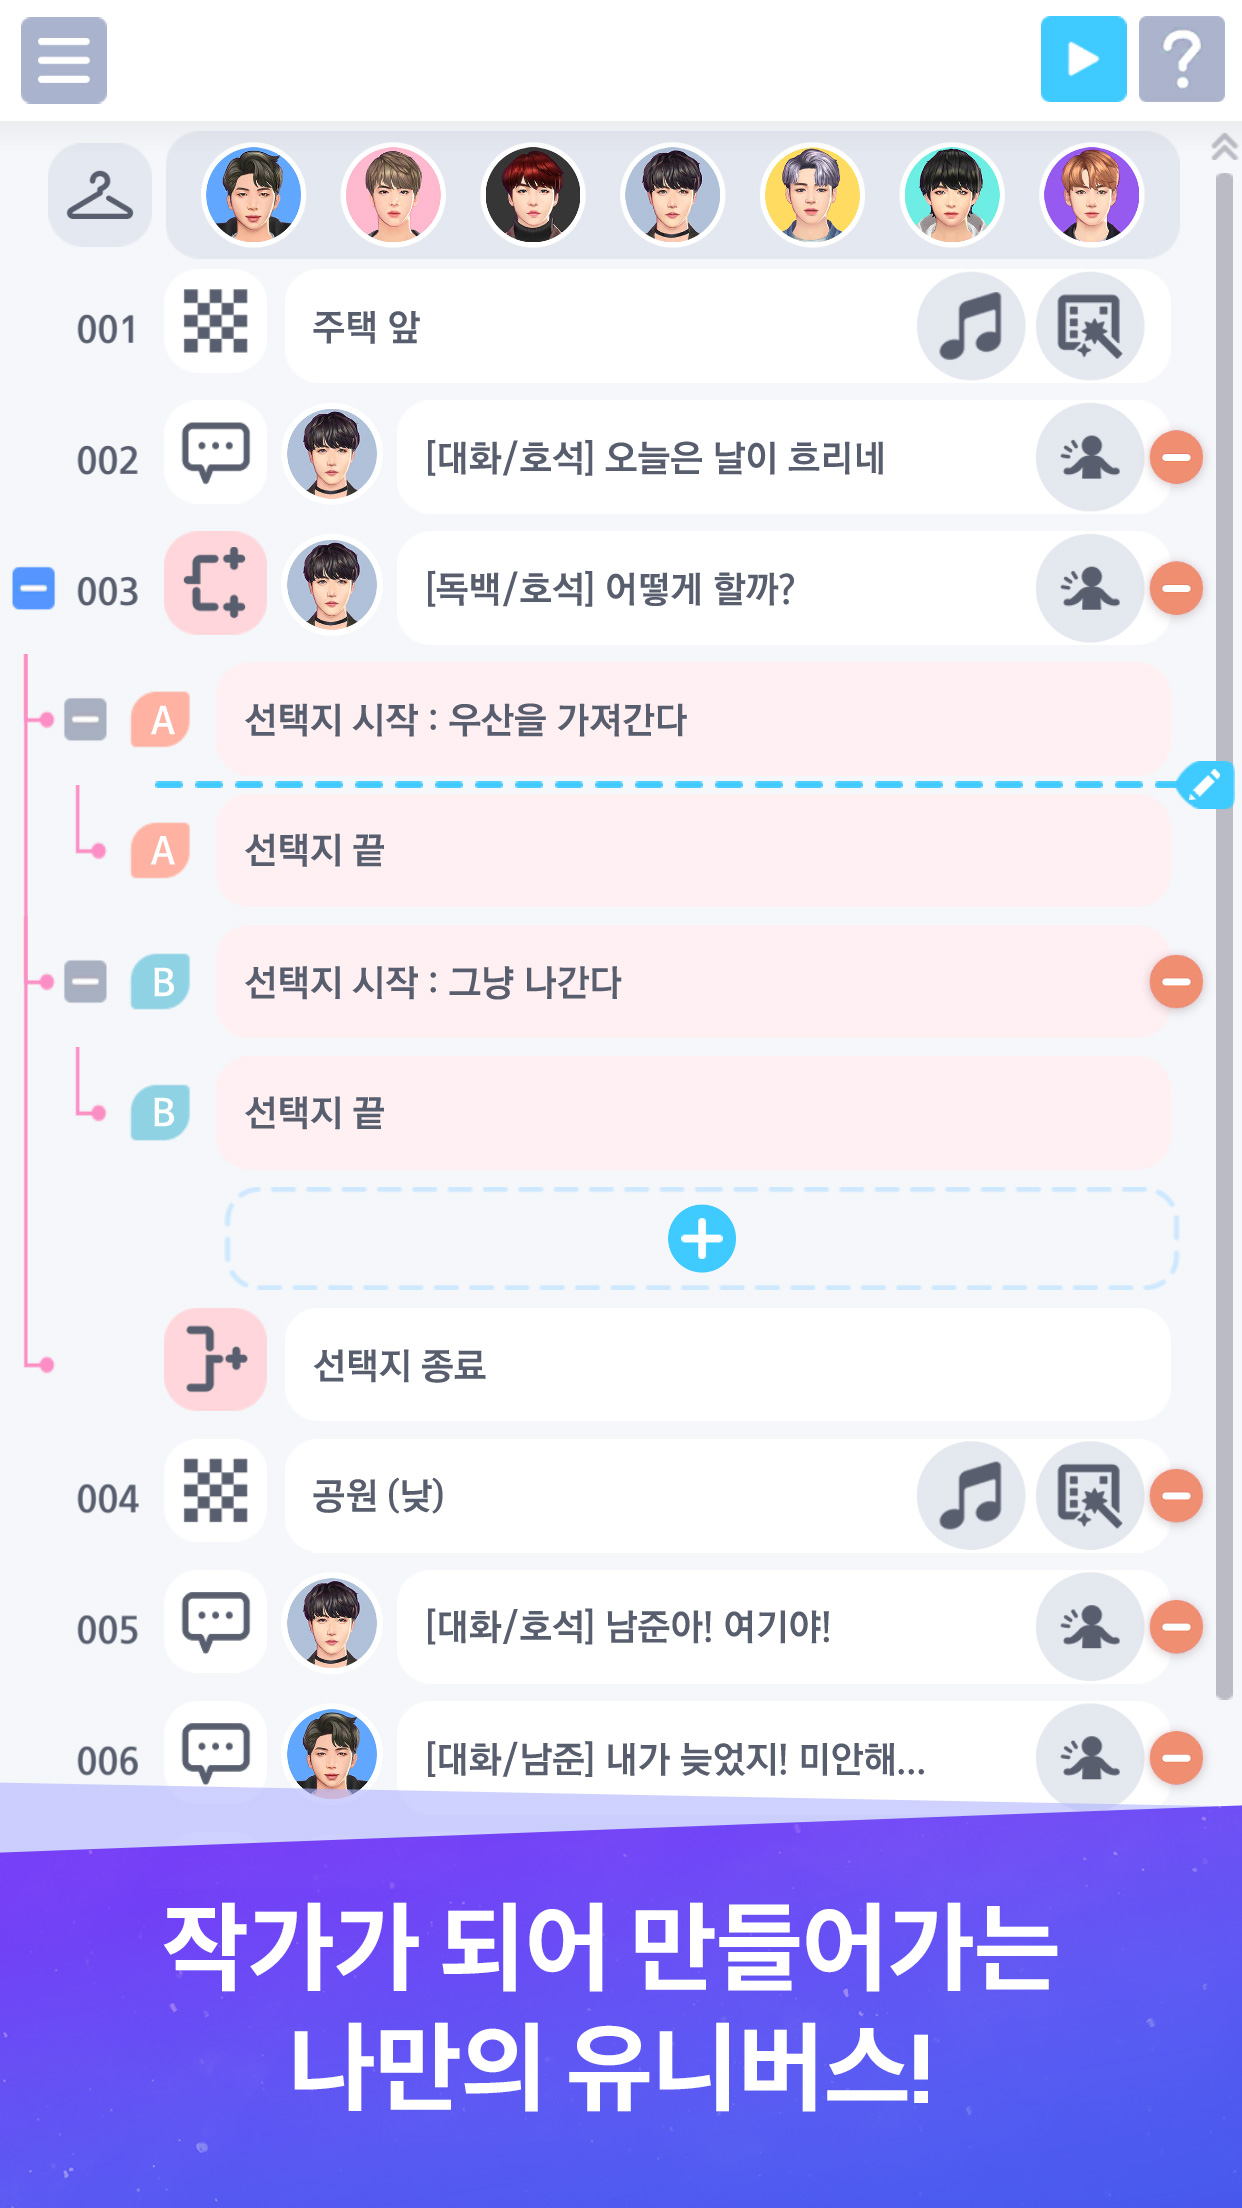 001
주택 앞
002
[대화/호석] 오늘은 날이 흐리네
003
[독백/호석] 어떻게 할까?
A
선택지 시작 : 우산을 가져간다
A
선택지 끝
B
선택지 시작 : 그냥 나간다
B
선택지 끝
선택지 종료
004
공원 (낮)
005
[대화/호석] 남준아! 여기야!
006
[대화/남준] 내가 늦었지! 미안해...
작가가 되어 만들어가는
나만의 유니버스!